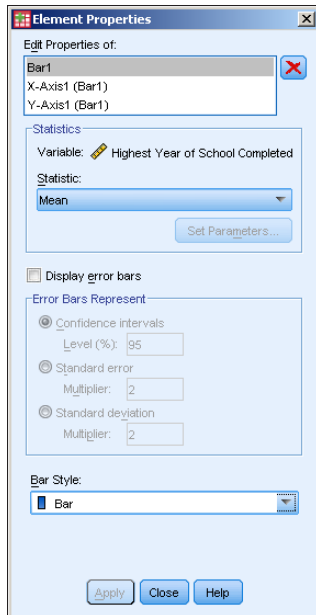 Element Properties
Edit Properties of:
Bar1
X-Axis1 (Bar1)
Y-Axis1 (Bar1)
Statistics
Variable: Highest Year of School Completed
Statistic:
Mean
Set Parameters...
Display error bars
Error Bars Represent
Confidence intervals
Level (%): 95
Standard error
Multiplier: 2
Standard deviation
Multiplier: 2
Bar Style:
Bar
Apply Close Help